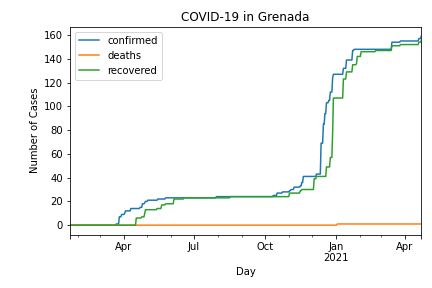 COVID-19 in Grenada
confirmed
deaths
recovered
Number of Cases
160
140
120
100
80
60
40
20
0
Apr
Jul
Oct
Jan
2021
Apr
Day